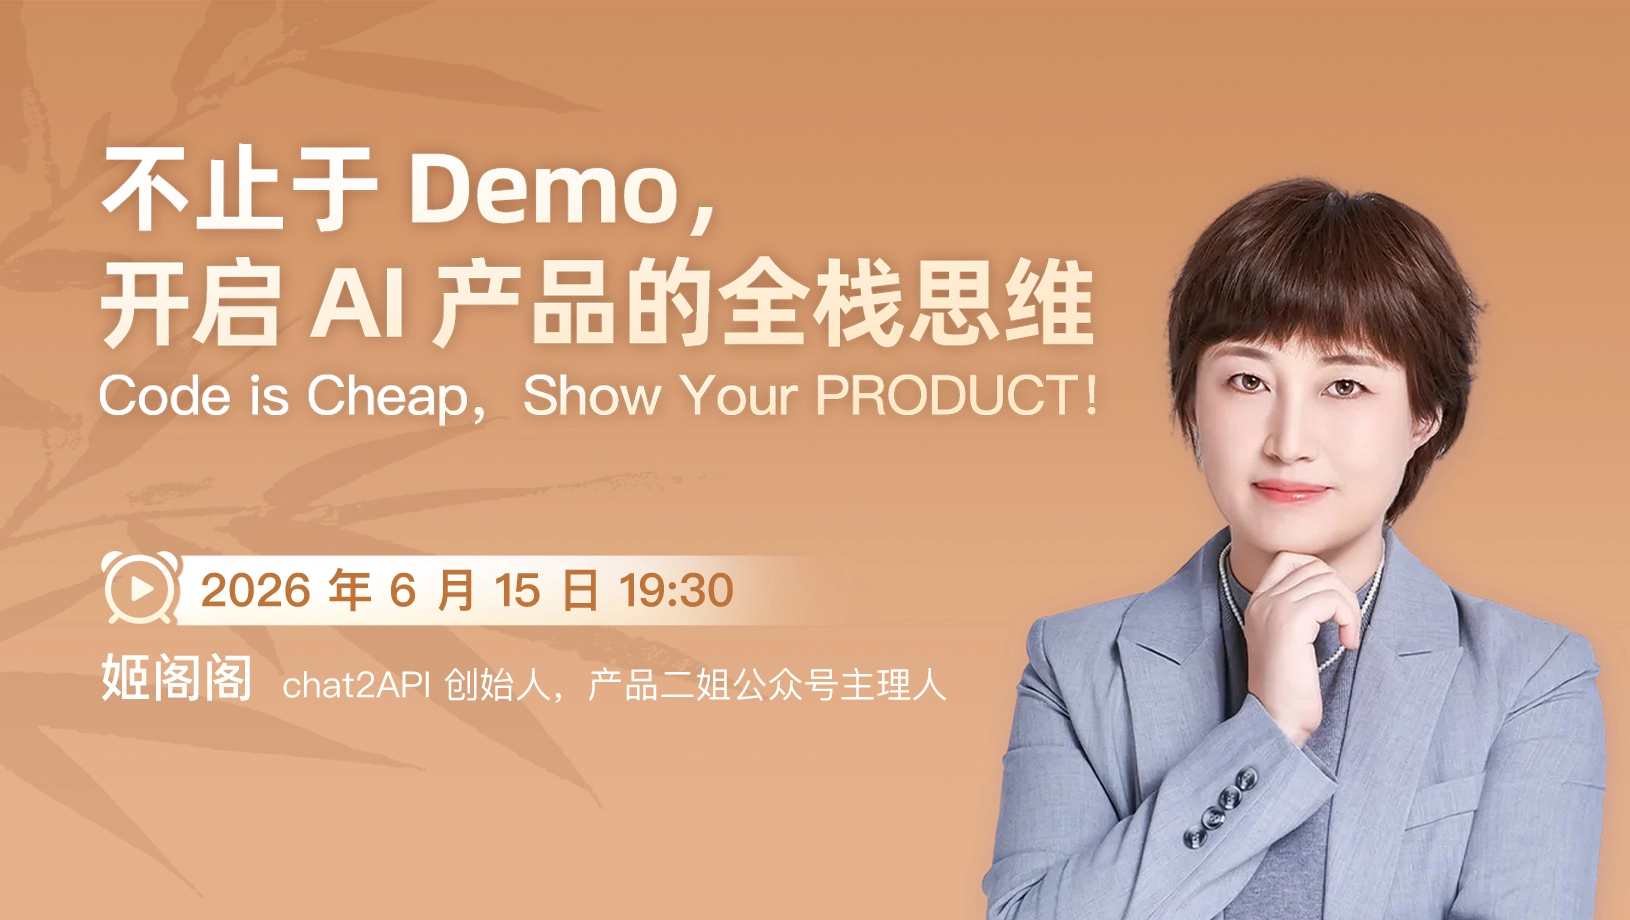 不止于 Demo，
开启 AI 产品的全栈思维
Code is Cheap，Show Your PRODUCT！
2026 年 6 月 15 日 19:30
姬阁阁 chat2API 创始人，产品二姐公众号主理人